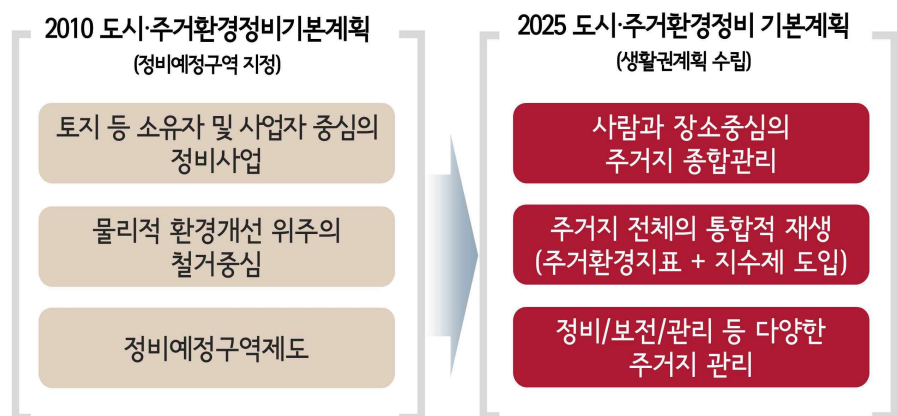 2010 도시·주거환경정비기본계획
(정비예정구역 지정)
토지 등 소유자 및 사업자 중심의
정비사업
물리적 환경개선 위주의
철거중심
정비예정구역제도
2025 도시·주거환경정비 기본계획
(생활권계획 수립)
사람과 장소중심의
주거지 종합관리
주거지 전체의 통합적 재생
(주거환경지표 + 지수제 도입)
정비/보전/관리 등 다양한
주거지 관리